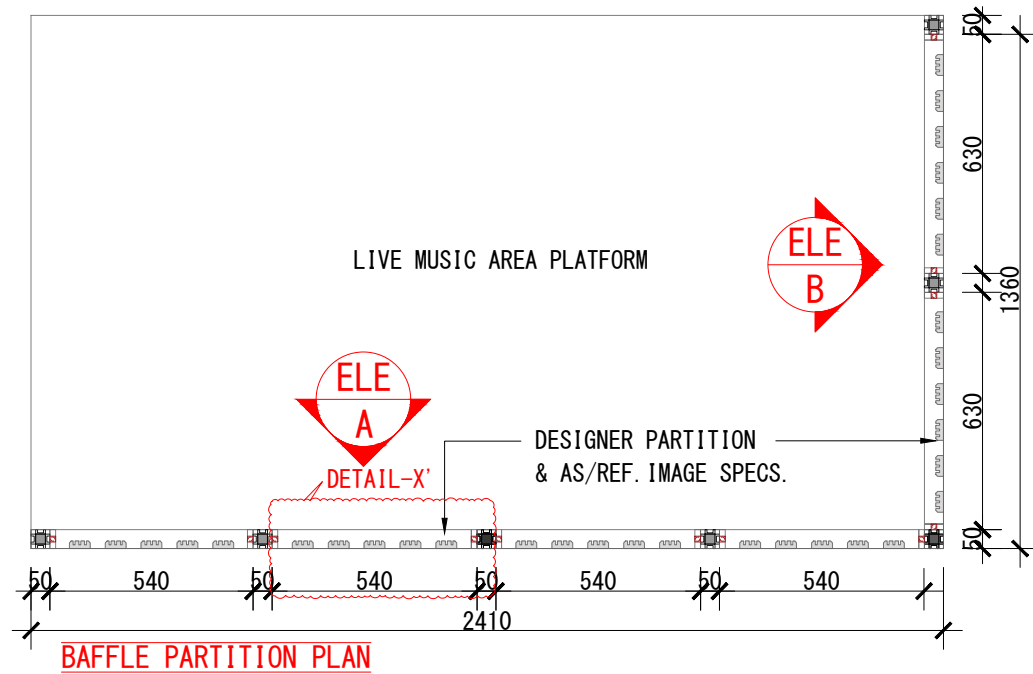 50
630
ELE
B
LIVE MUSIC AREA PLATFORM
1360
ELE
A
630
DESIGNER PARTITION
& AS/REF. IMAGE SPECS.
DETAIL-X'
50
50
540
50
540
50
540
50
540
2410
BAFFLE PARTITION PLAN